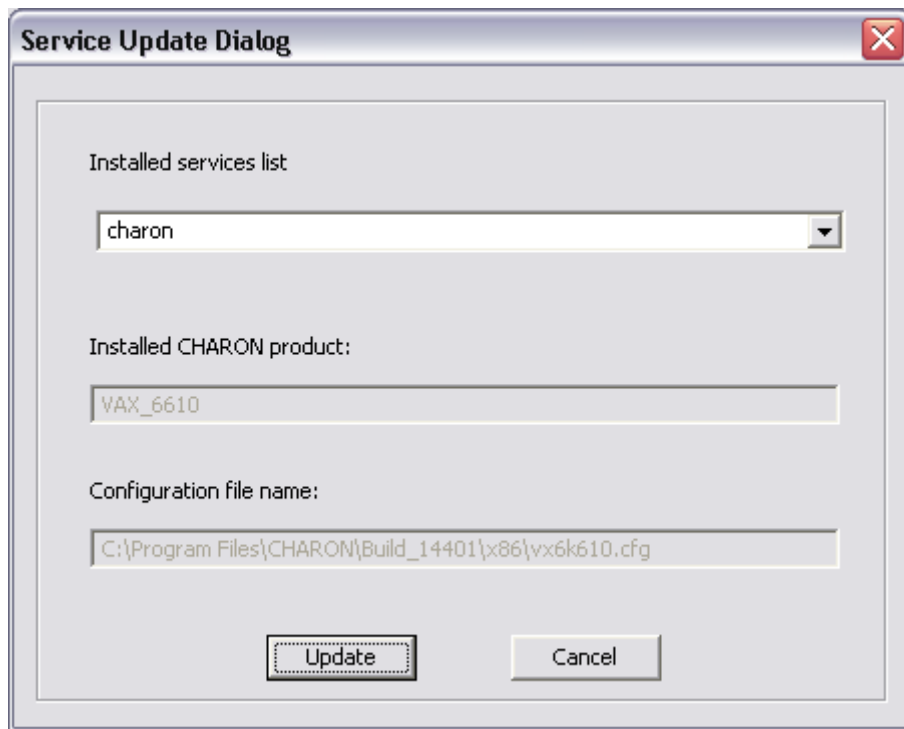 Service Update Dialog
Installed services list
charon
Installed CHARON product:
VAX_6610
Configuration file name:
C:\Program Files\CHARON\Build_14401\x86\vx6k610.cfg
Update
Cancel